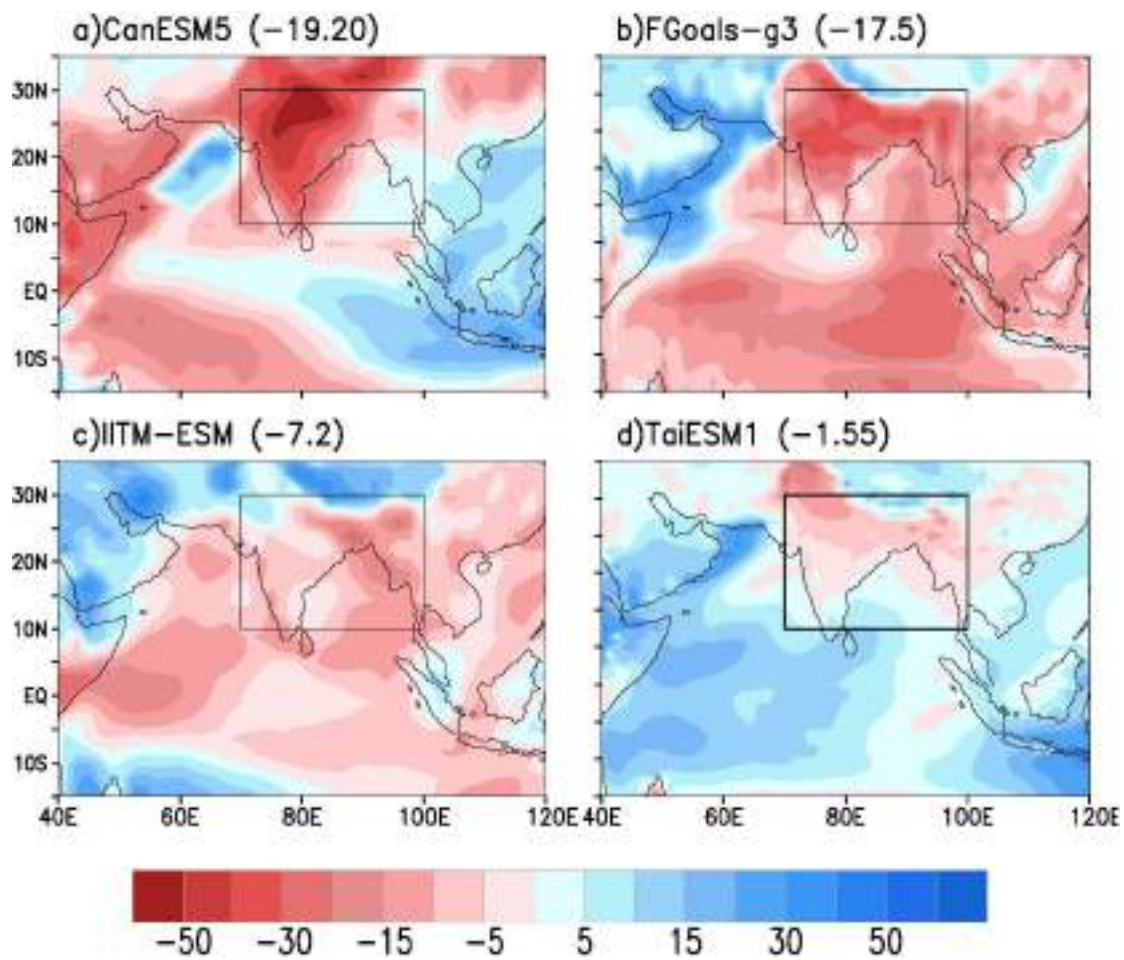 a)CanESM5 (-19.20)
b)FGoals-g3 (-17.5)
30N
20N
10N
EQ
10S
c)IITM-ESM (-7.2)
d)TaiESM1 (-1.55)
30N
20N
10N
EQ
10S
40E 60E 80E 100E 120E 40E 60E 80E 100E 120E
-50 -30 -15 -5 5 15 30 50